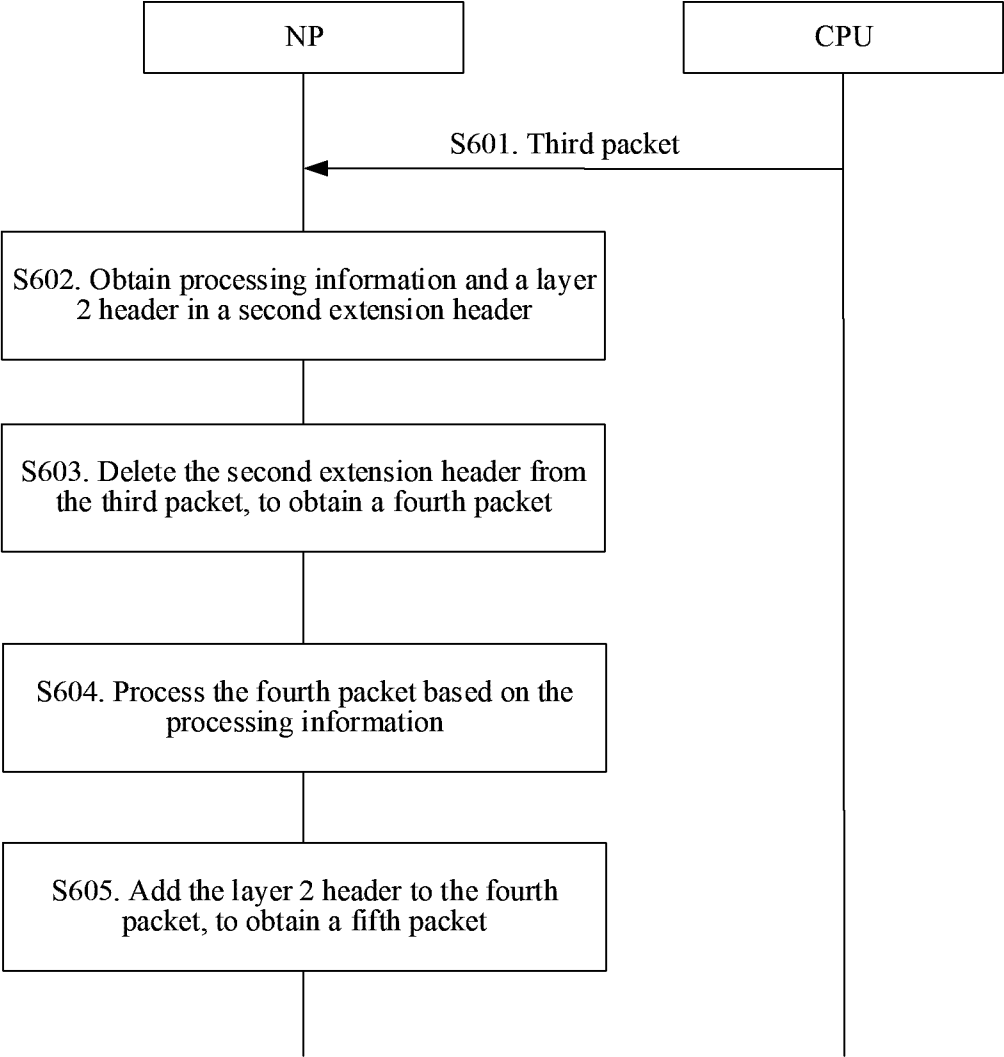 NP
CPU
S601. Third packet
S602. Obtain processing information and a layer
2 header in a second extension header
S603. Delete the second extension header from
the third packet, to obtain a fourth packet
S604. Process the fourth packet based on the
processing information
S605. Add the layer 2 header to the fourth
packet, to obtain a fifth packet